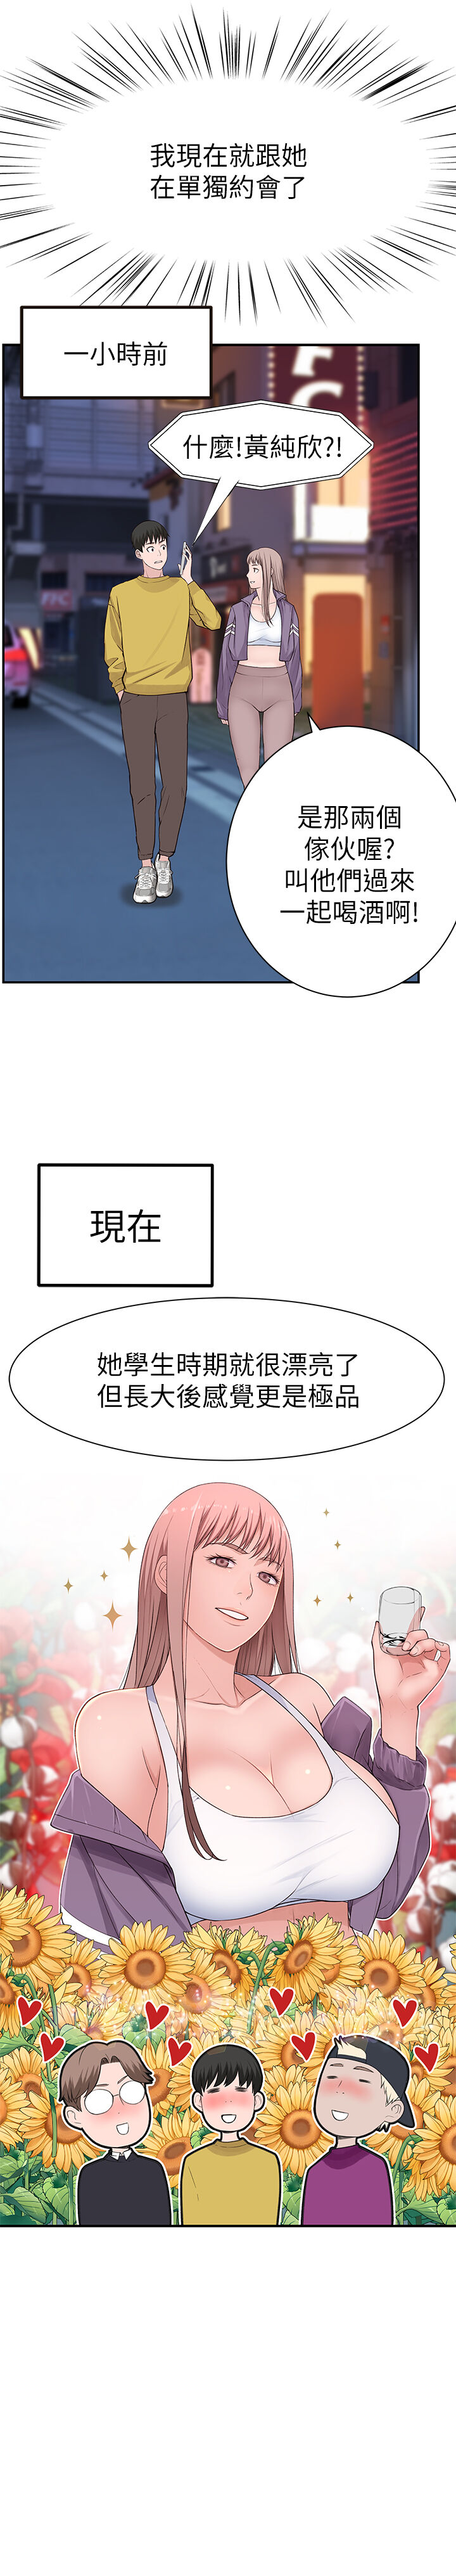 我現在就跟她
在單獨約會了
一小時前
什麼!黃純欣?!
是那兩個
傢伙喔?
叫他們過來
一起喝酒啊!
現在
她學生時期就很漂亮了
但長大後感覺更是極品